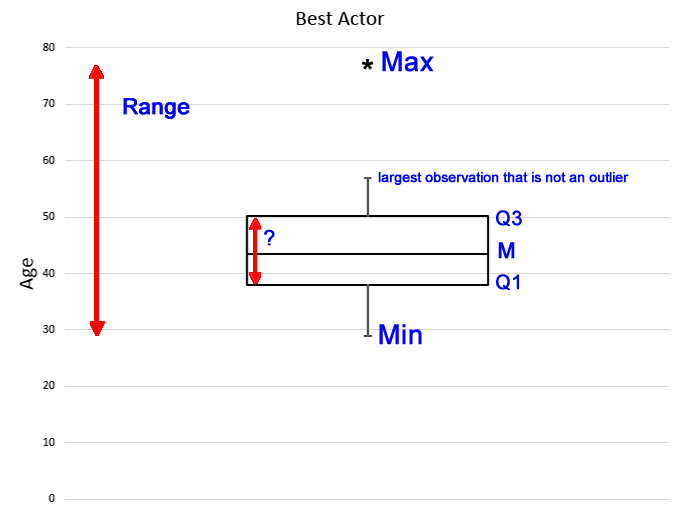 Best Actor
80
* Max
70
Range
60
largest observation that is not an outlier
50
Q3
?
M
Age
40
Q1
30
Min
20
10
0